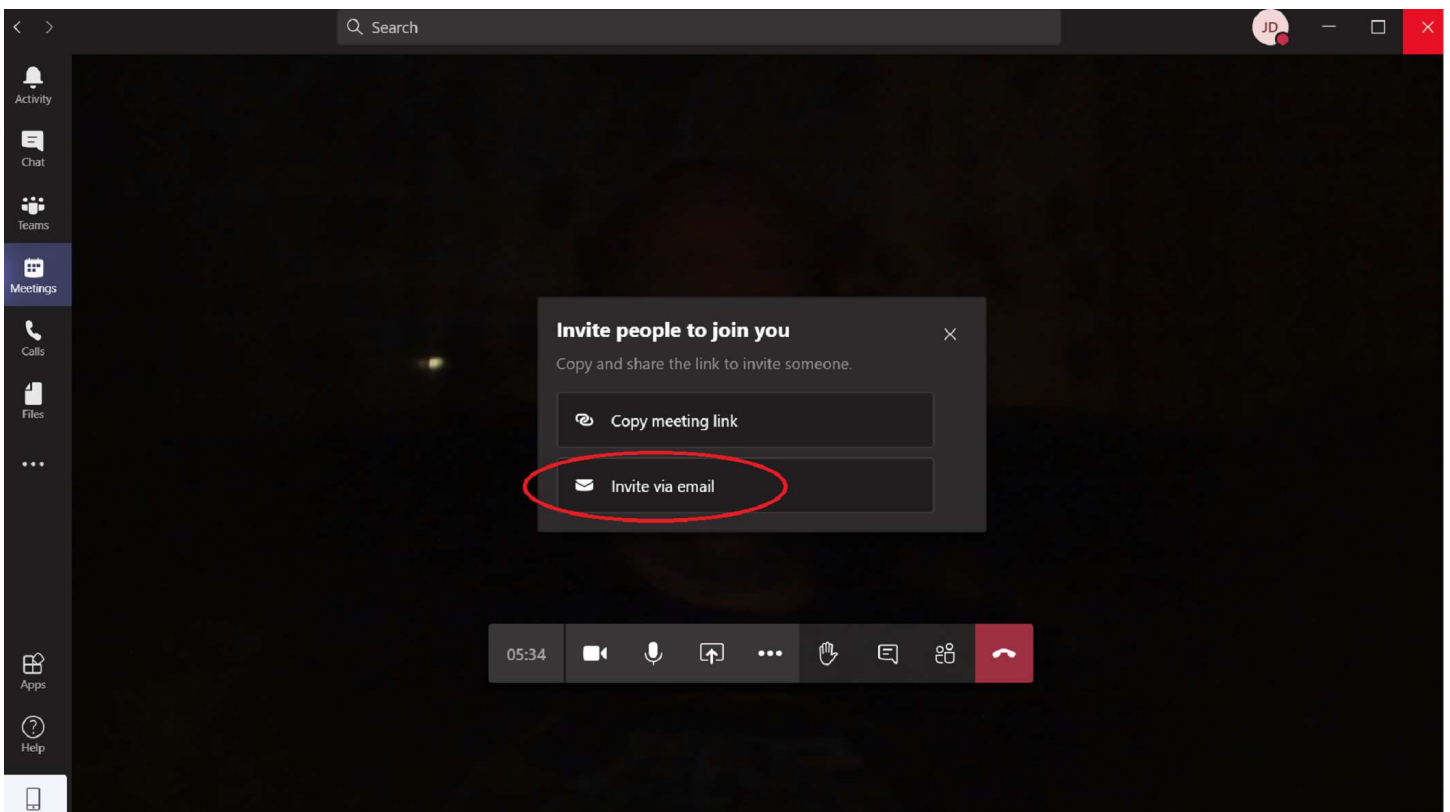 Search
JD
Activity
Chat
Teams
Meetings
Calls
Files
Invite people to join you
Copy and share the link to invite someone.
Copy meeting link
Invite via email
05:34
Apps
Help